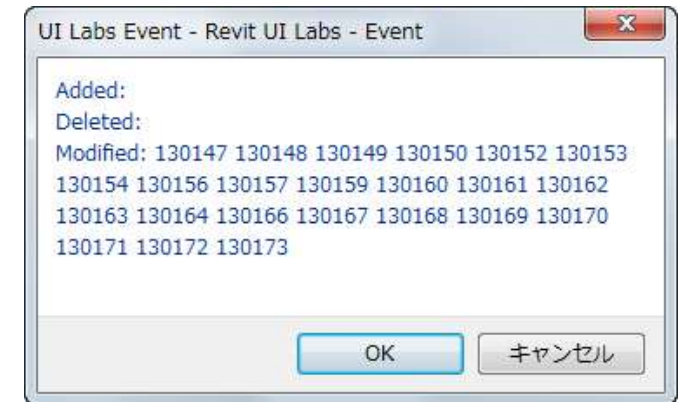 UI Labs Event - Revit UI Labs - Event
Added:
Deleted:
Modified: 130147 130148 130149 130150 130152 130153
130154 130156 130157 130159 130160 130161 130162
130163 130164 130166 130167 130168 130169 130170
130171 130172 130173
OK
キャンセル